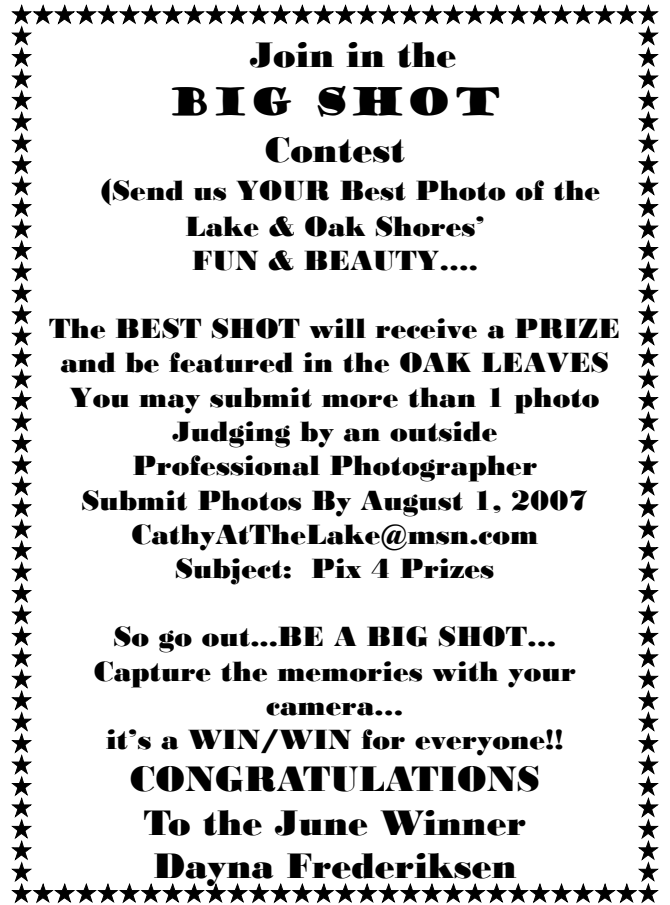 Join in the
BIG SHOT
Contest
(Send us YOUR Best Photo of the
Lake & Oak Shores’
FUN & BEAUTY....
The BEST SHOT will receive a PRIZE
and be featured in the OAK LEAVES
You may submit more than 1 photo
Judging by an outside
Professional Photographer
Submit Photos By August 1, 2007
CathyAtTheLake@msn.com
Subject:  Pix 4 Prizes
So go out...BE A BIG SHOT...
Capture the memories with your
camera...
it’s a WIN/WIN for everyone!!
CONGRATULATIONS
To the June Winner
Dayna Frederiksen